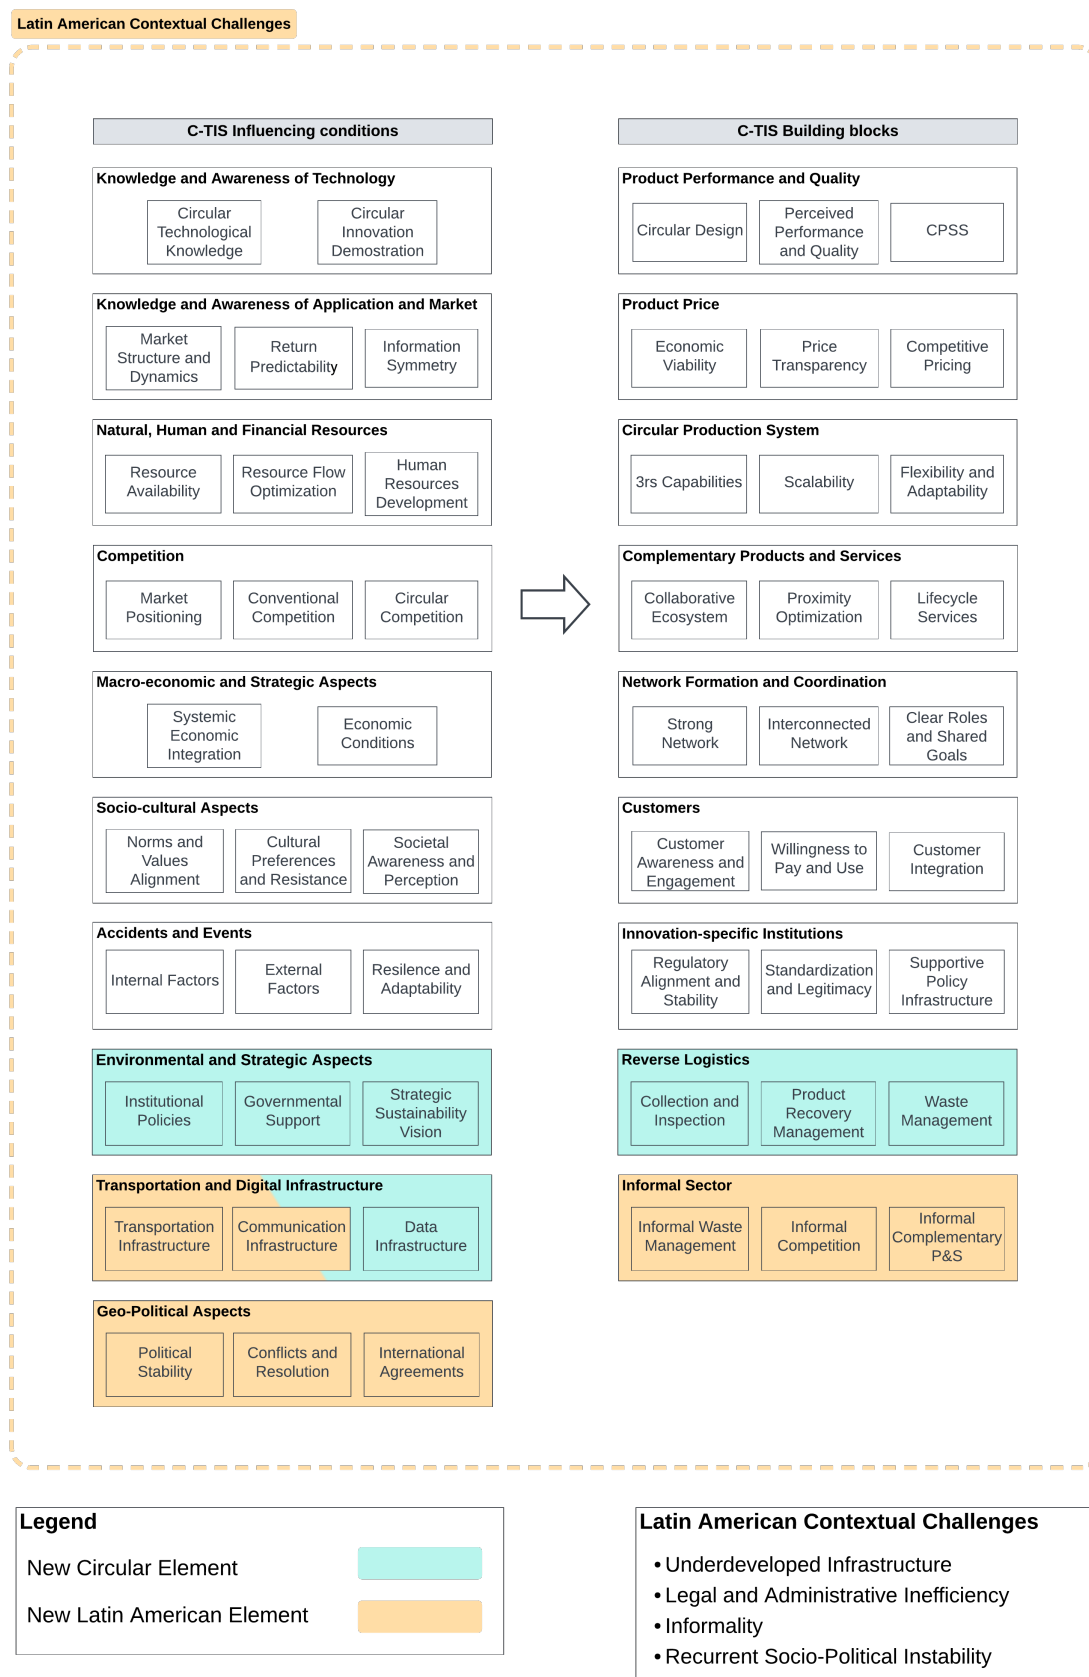 Latin American Contextual Challenges
C-TIS Influencing conditions
Knowledge and Awareness of Technology
Circular
Technological
Knowledge
Circular
Innovation
Demostration
Knowledge and Awareness of Application and Market
Market
Structure and
Dynamics
Return
Predictability
Information
Symmetry
Natural, Human and Financial Resources
Resource
Availability
Resource Flow
Optimization
Human
Resources
Development
Competition
Market
Positioning
Conventional
Competition
Circular
Competition
Macro-economic and Strategic Aspects
Systemic
Economic
Integration
Economic
Conditions
Socio-cultural Aspects
Norms and
Values
Alignment
Cultural
Preferences
and Resistance
Societal
Awareness and
Perception
Accidents and Events
Internal Factors
External
Factors
Resilence and
Adaptability
Environmental and Strategic Aspects
Institutional
Policies
Governmental
Support
Strategic
Sustainability
Vision
Transportation and Digital Infrastructure
Transportation
Infrastructure
Communication
Infrastructure
Data
Infrastructure
Geo-Political Aspects
Political
Stability
Conflicts and
Resolution
International
Agreements
C-TIS Building blocks
Product Performance and Quality
Circular Design
Perceived
Performance
and Quality
CPSS
Product Price
Economic
Viability
Price
Transparency
Competitive
Pricing
Circular Production System
3rs Capabilities
Scalability
Flexibility and
Adaptability
Complementary Products and Services
Collaborative
Ecosystem
Proximity
Optimization
Lifecycle
Services
Network Formation and Coordination
Strong
Network
Interconnected
Network
Clear Roles
and Shared
Goals
Customers
Customer
Awareness and
Engagement
Willingness to
Pay and Use
Customer
Integration
Innovation-specific Institutions
Regulatory
Alignment and
Stability
Standardization
and Legitimacy
Supportive
Policy
Infrastructure
Reverse Logistics
Collection and
Inspection
Product
Recovery
Management
Waste
Management
Informal Sector
Informal Waste
Management
Informal
Competition
Informal
Complementary
P&S
Legend
New Circular Element
New Latin American Element
Latin American Contextual Challenges
• Underdeveloped Infrastructure
• Legal and Administrative Inefficiency
• Informality
• Recurrent Socio-Political Instability